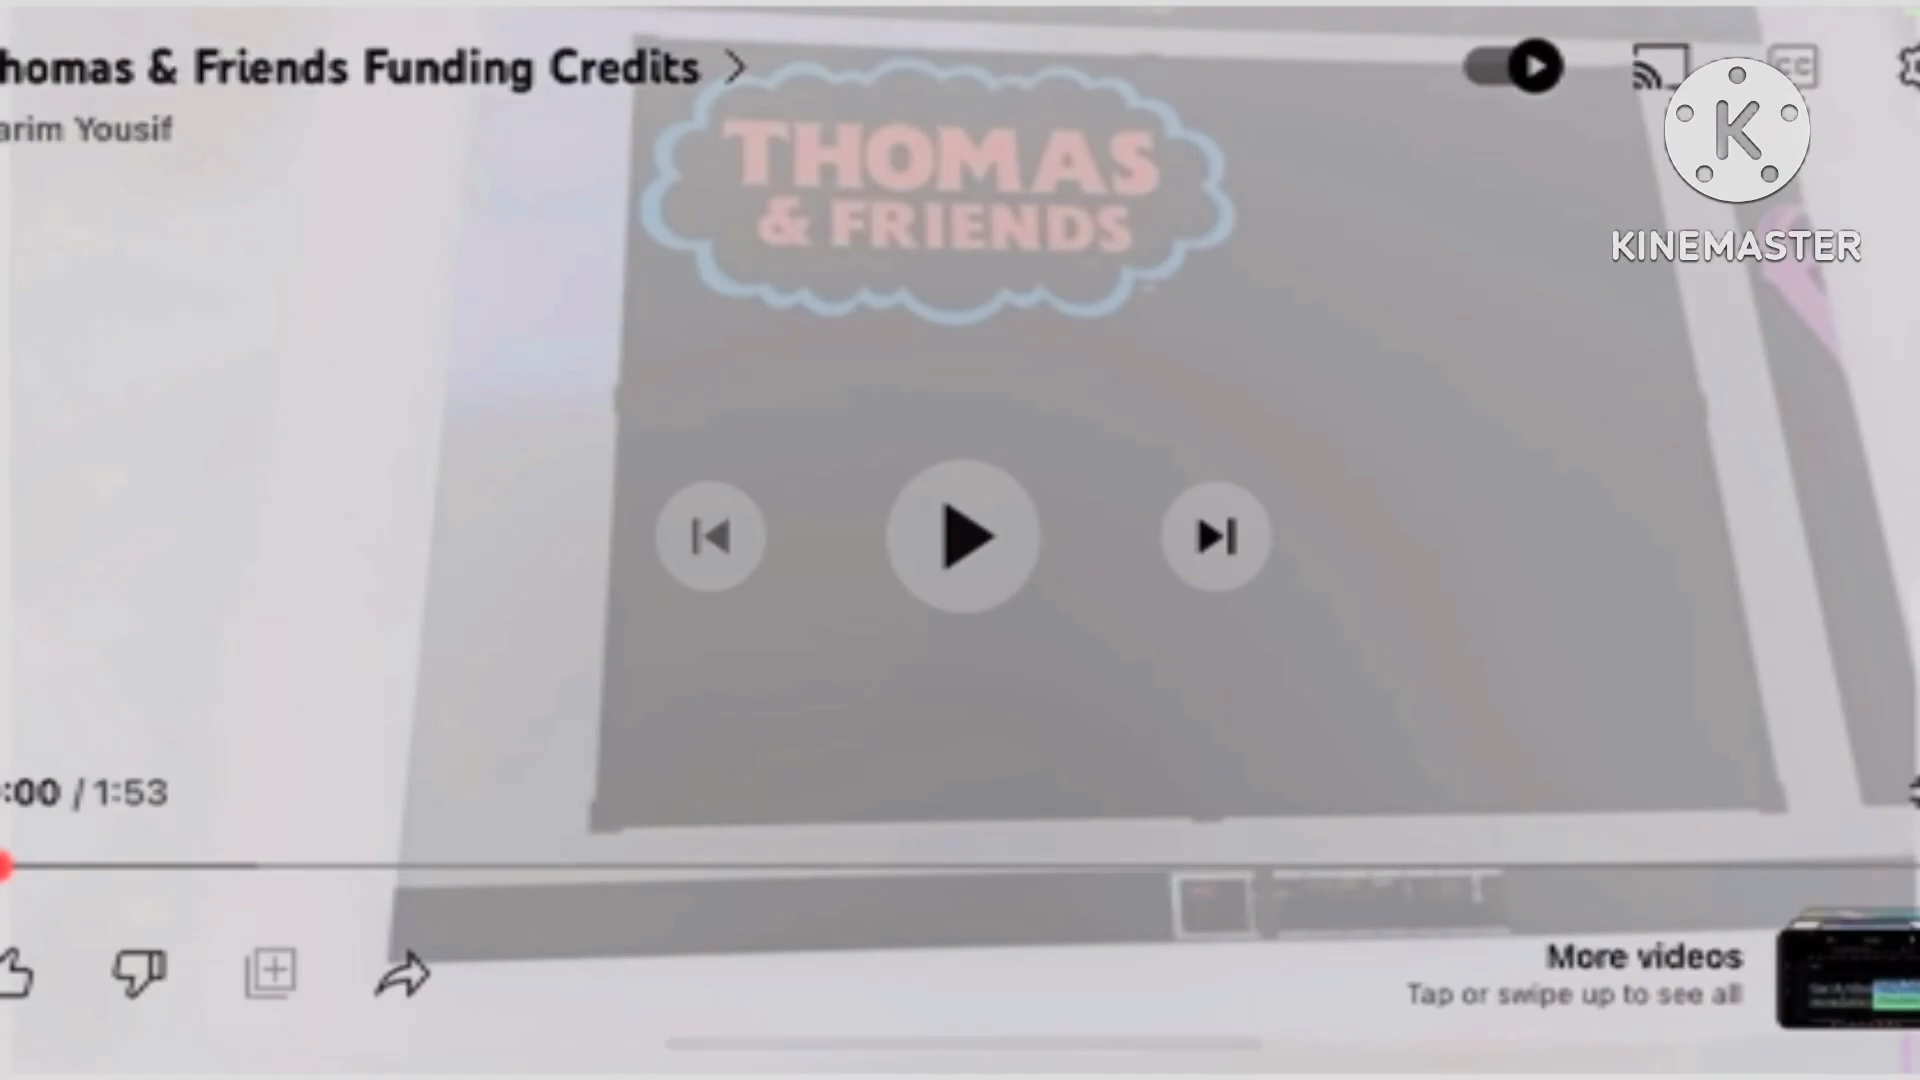 homas & Friends Funding Credits
arim Yousif
CC
THOMAS
& FRIENDS
K
KINEMASTER
:00 / 1:53
More videos
Tap or swipe up to see all